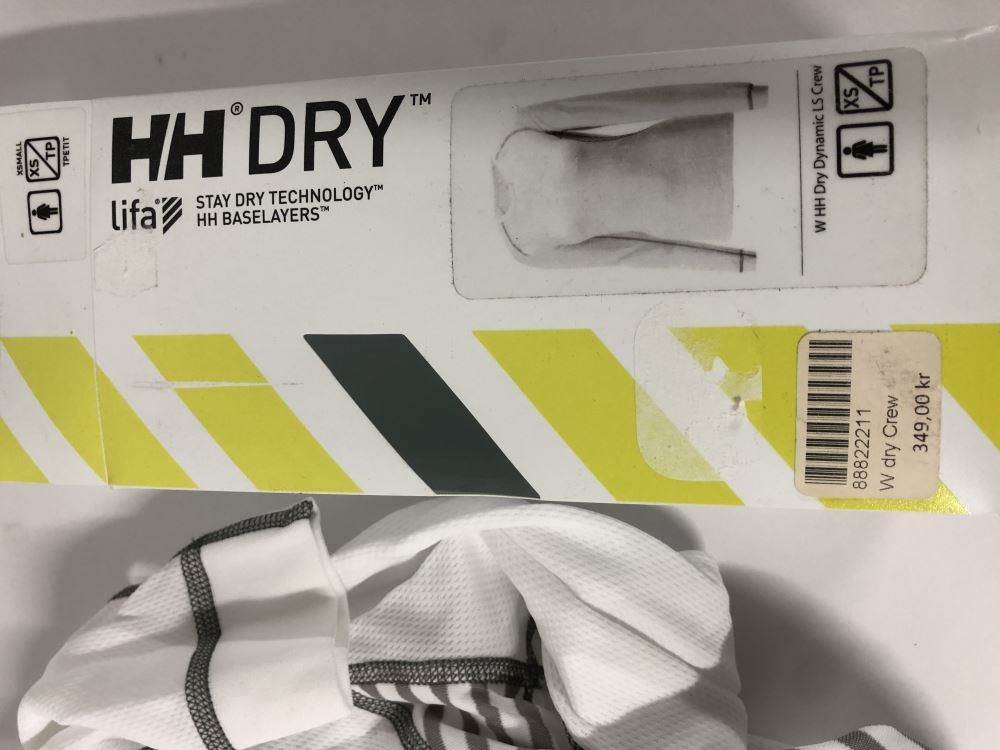 XSMALL
XS/TP
TPETIT
HH® DRY™
lifa® STAY DRY TECHNOLOGY™
HH BASELAYERS™
W HH Dry Dynamic LS Crew
XS/TP
88822211
W dry Crew
349,00 kr